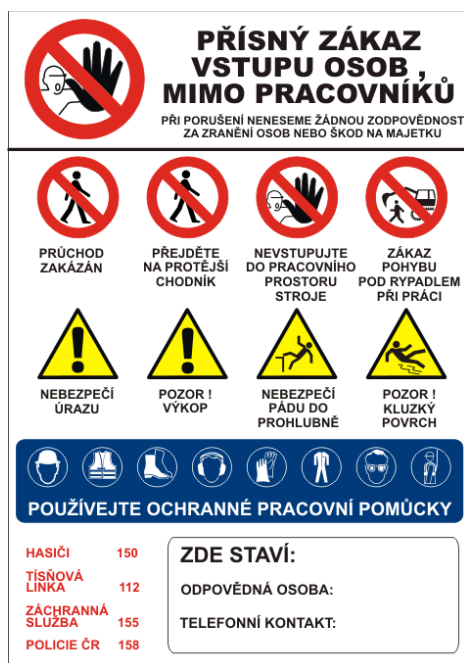 PŘÍSNÝ ZÁKAZ
VSTUPU OSOB ,
MIMO PRACOVNÍKŮ
PŘI PORUŠENÍ NENESEME ŽÁDNOU ZODPOVĚDNOST
ZA ZRANĚNÍ OSOB NEBO ŠKOD NA MAJETKU
PRŮCHOD
ZAKÁZÁN
PŘEJDĚTE
NA PROTĚJŠÍ
CHODNÍK
NEVSTUPUJTE
DO PRACOVNÍHO
PROSTORU
STROJE
ZÁKAZ
POHYBU
POD RYPADLEM
PŘI PRÁCI
NEBEZPEČÍ
ÚRAZU
POZOR !
VÝKOP
NEBEZPEČÍ
PÁDU DO
PROHLUBNĚ
POZOR !
KLUZKÝ
POVRCH
POUŽÍVEJTE OCHRANNÉ PRACOVNÍ POMŮCKY
HASIČI 150
TÍSŇOVÁ
LINKA 112
ZÁCHRANNÁ
SLUŽBA 155
POLICIE ČR 158
ZDE STAVÍ:
ODPOVĚDNÁ OSOBA:
TELEFONNÍ KONTAKT: